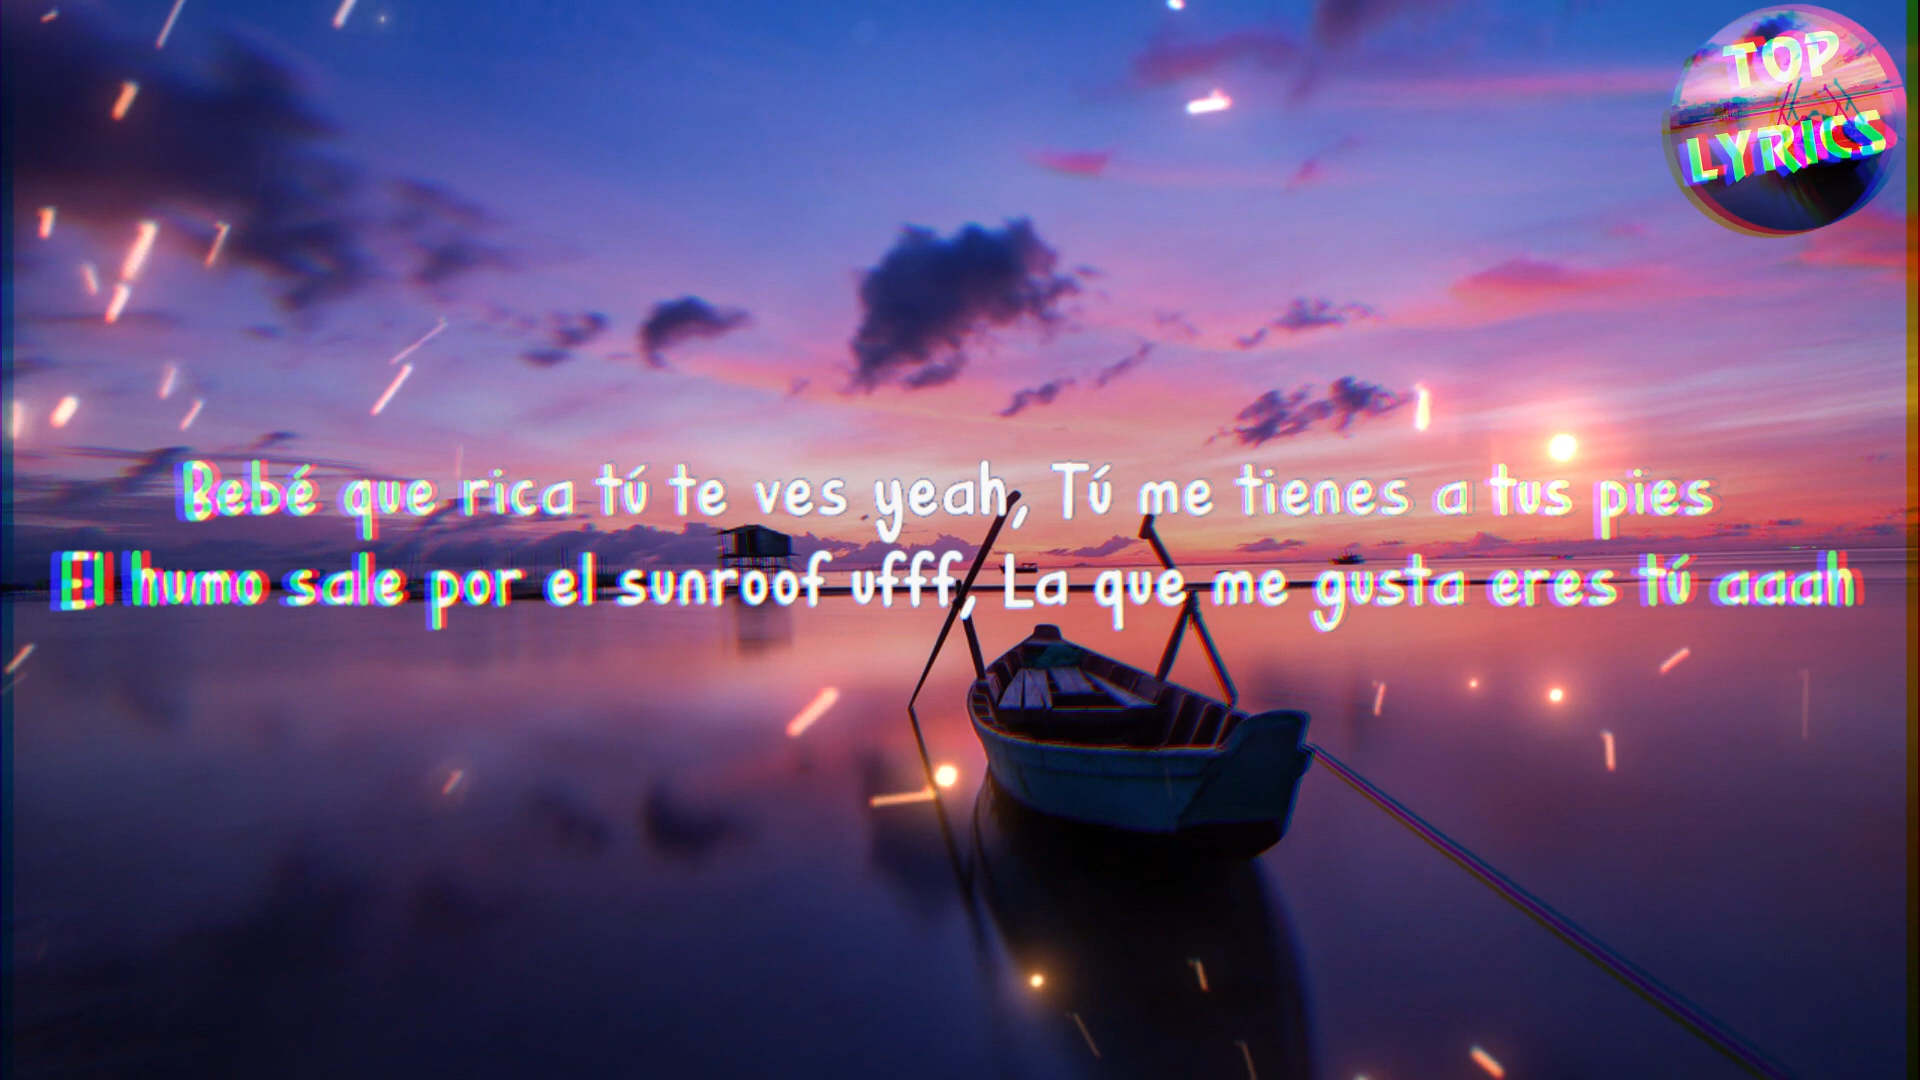 TOP
LYRICS
Bebé que rica tú te ves yeah, Tú me tienes a tus pies
El humo sale por el sunroof ufff, La que me gusta eres tú aaah